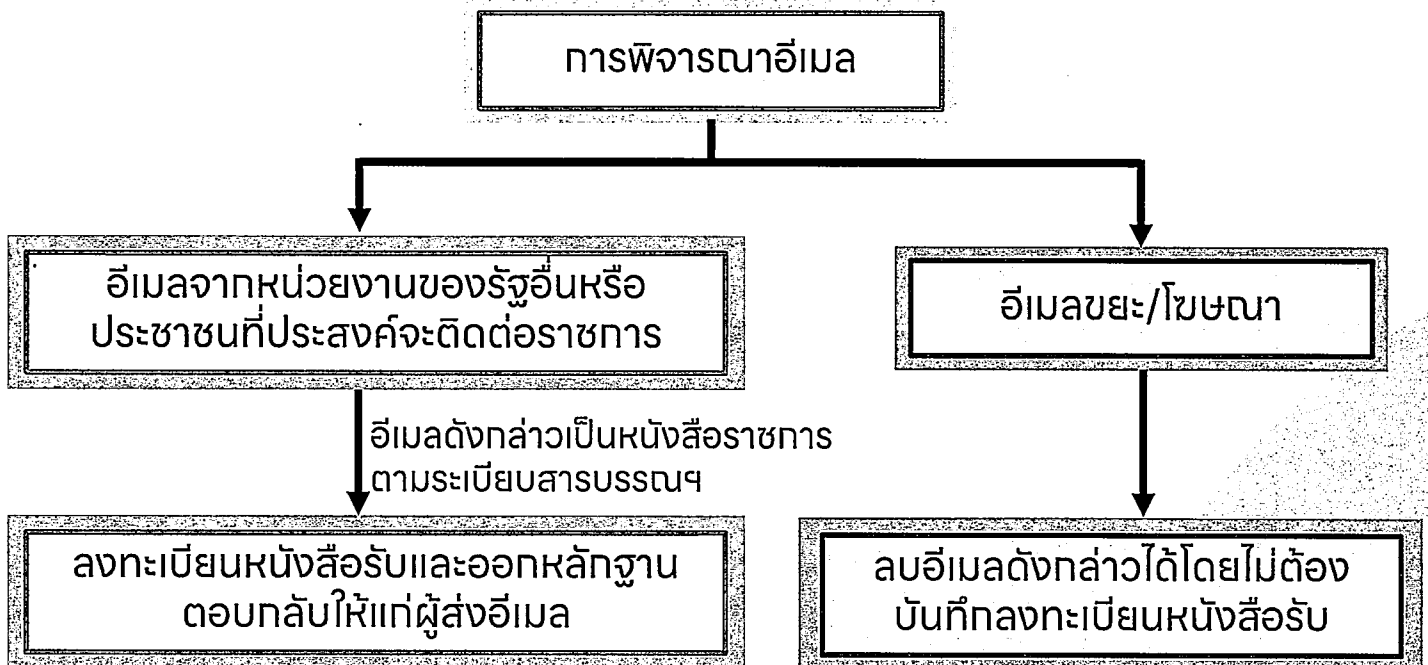 การพิจารณาอีเมล
อีเมลจากหน่วยงานของรัฐอื่นหรือ
ประชาชนที่ประสงค์จะติดต่อราชการ
อีเมลขยะ/โฆษณา
อีเมลดังกล่าวเป็นหนังสือราชการ
ตามระเบียบสารบรรณฯ
ลงทะเบียนหนังสือรับและออกหลักฐาน
ตอบกลับให้แก่ผู้ส่งอีเมล
ลบอีเมลดังกล่าวได้โดยไม่ต้อง
บันทึกลงทะเบียนหนังสือรับ